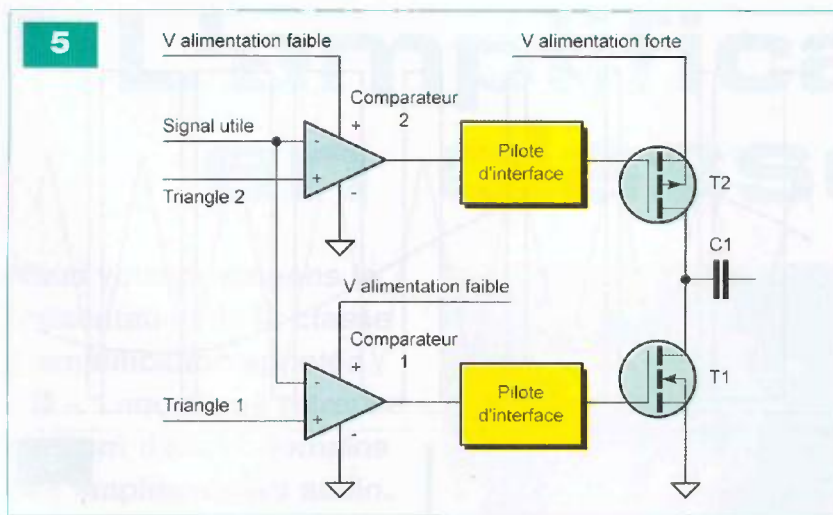 5
V alimentation faible
V alimentation forte
Comparateur
2
+
Signal utile
-
+
Triangle 2
-
Pilote
d'interface
T2
C1
V alimentation faible
Comparateur
1
+
-
+
Triangle 1
-
Pilote
d'interface
T1